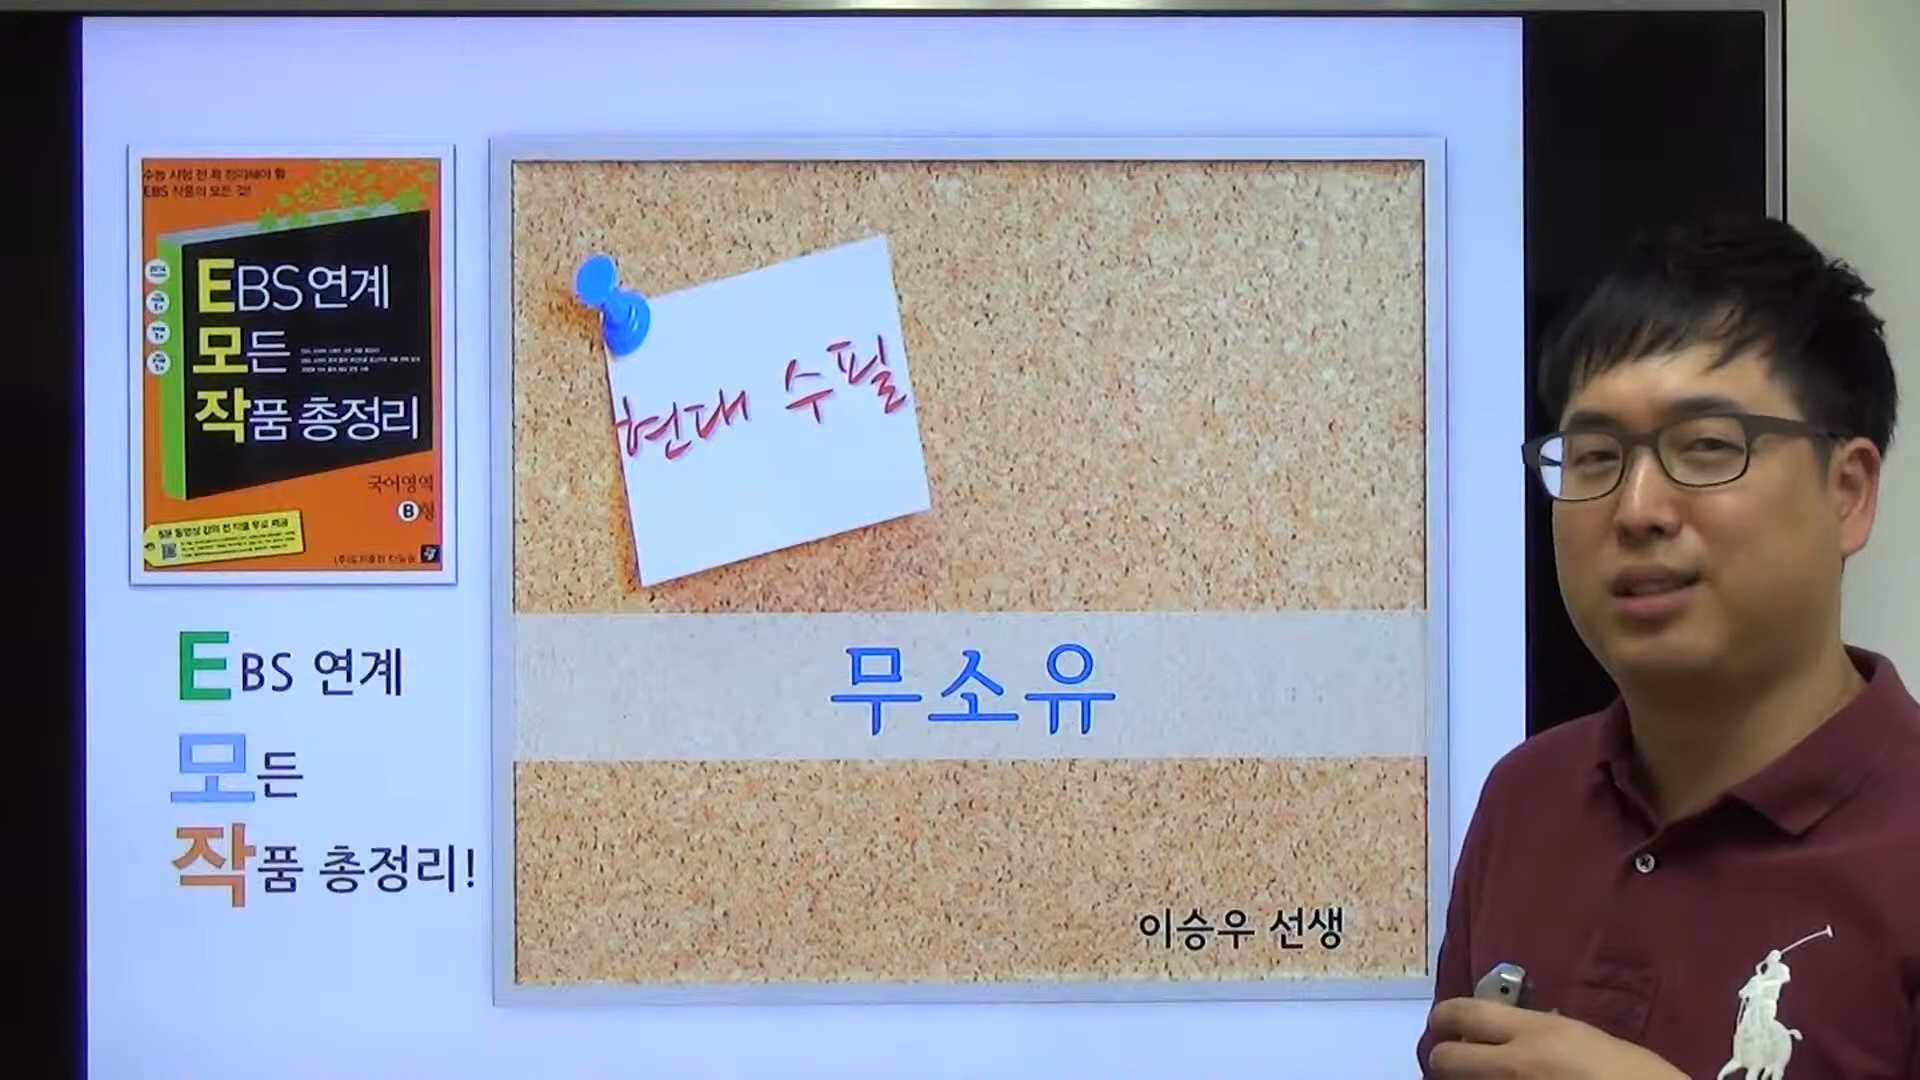 수능 시험 전 꼭 정리해야 할
EBS 작품의 모든 것!
EBS 연계
모든
작품 총정리
국어영역
B형
EBS 연계
모든
작품 총정리!
현대 수필
무소유
이승우 선생